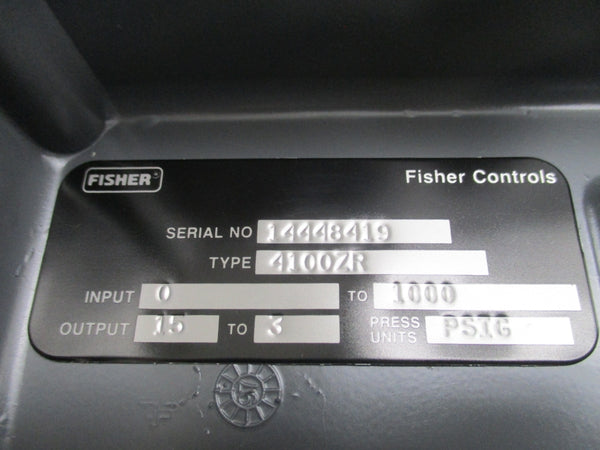 FISHER Fisher Controls
SERIAL NO 14448419
TYPE 4100ZR
INPUT 0 TO 1000
OUTPUT 15 TO 3 PRESS UNITS PSIG